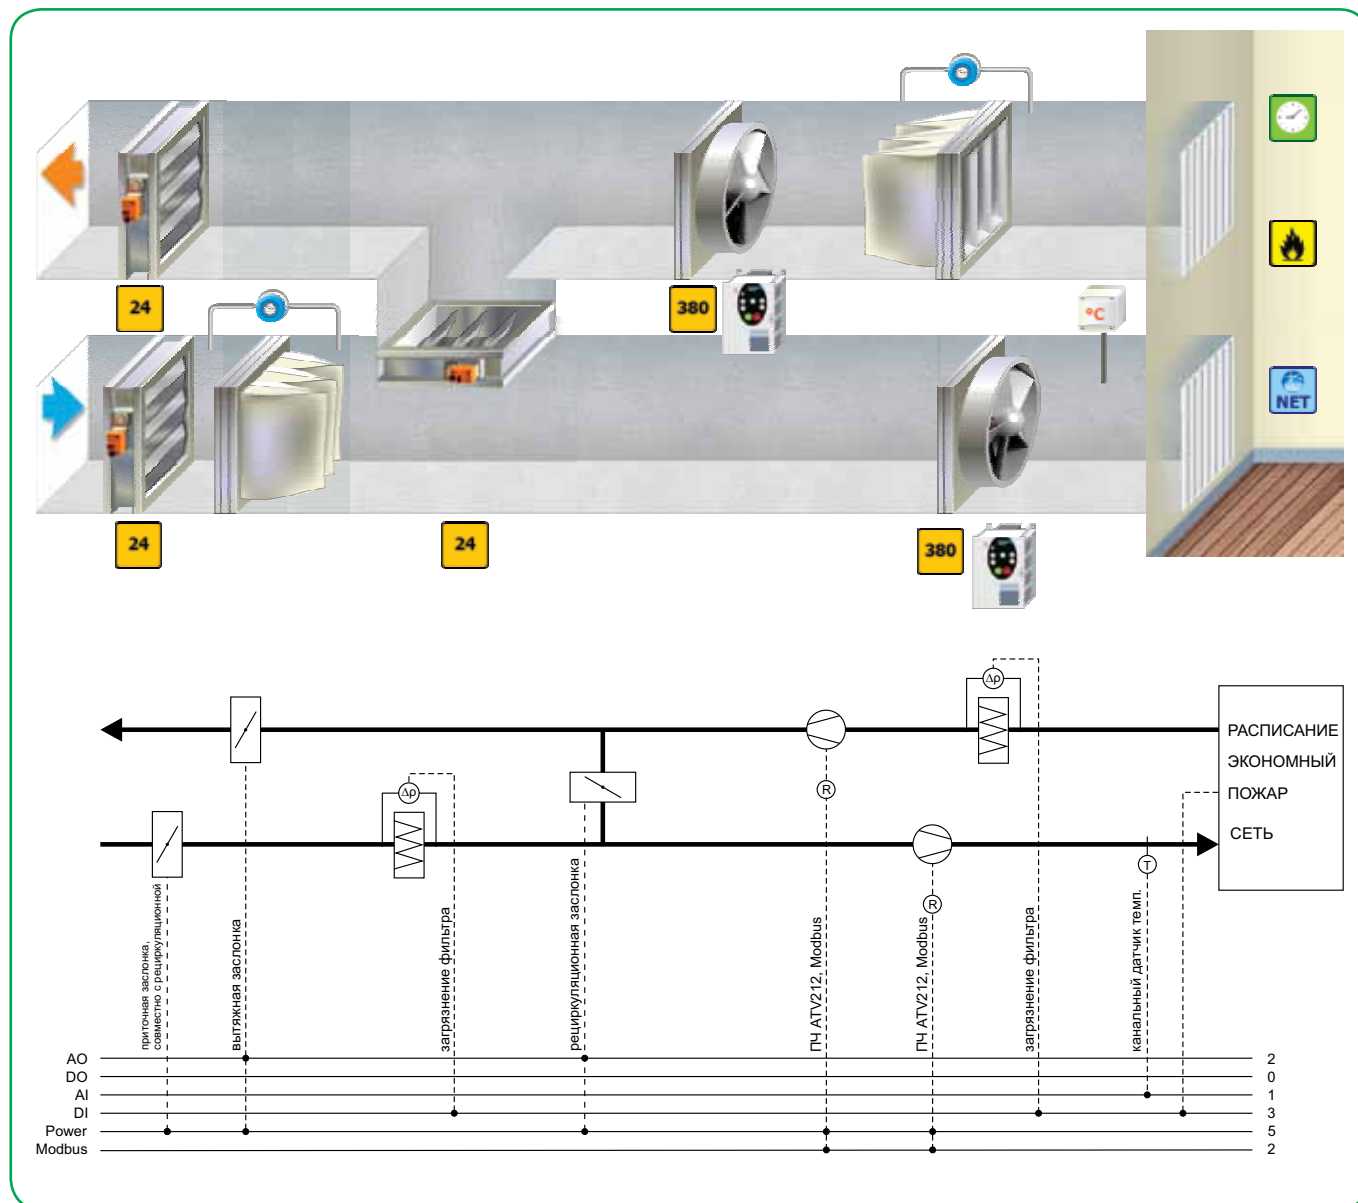 24
380
°C
NET
24
24
380
Δp
РАСПИСАНИЕ
ЭКОНОМНЫЙ
ПОЖАР
СЕТЬ
Δp
R
R
T
приточная заслонка,
совместно с рециркуляционной
вытяжная заслонка
загрязнение фильтра
рециркуляционная заслонка
ПЧ ATV212, Modbus
ПЧ ATV212, Modbus
загрязнение фильтра
канальный датчик темп.
AO 2
DO 0
AI 1
DI 3
Power 5
Modbus 2